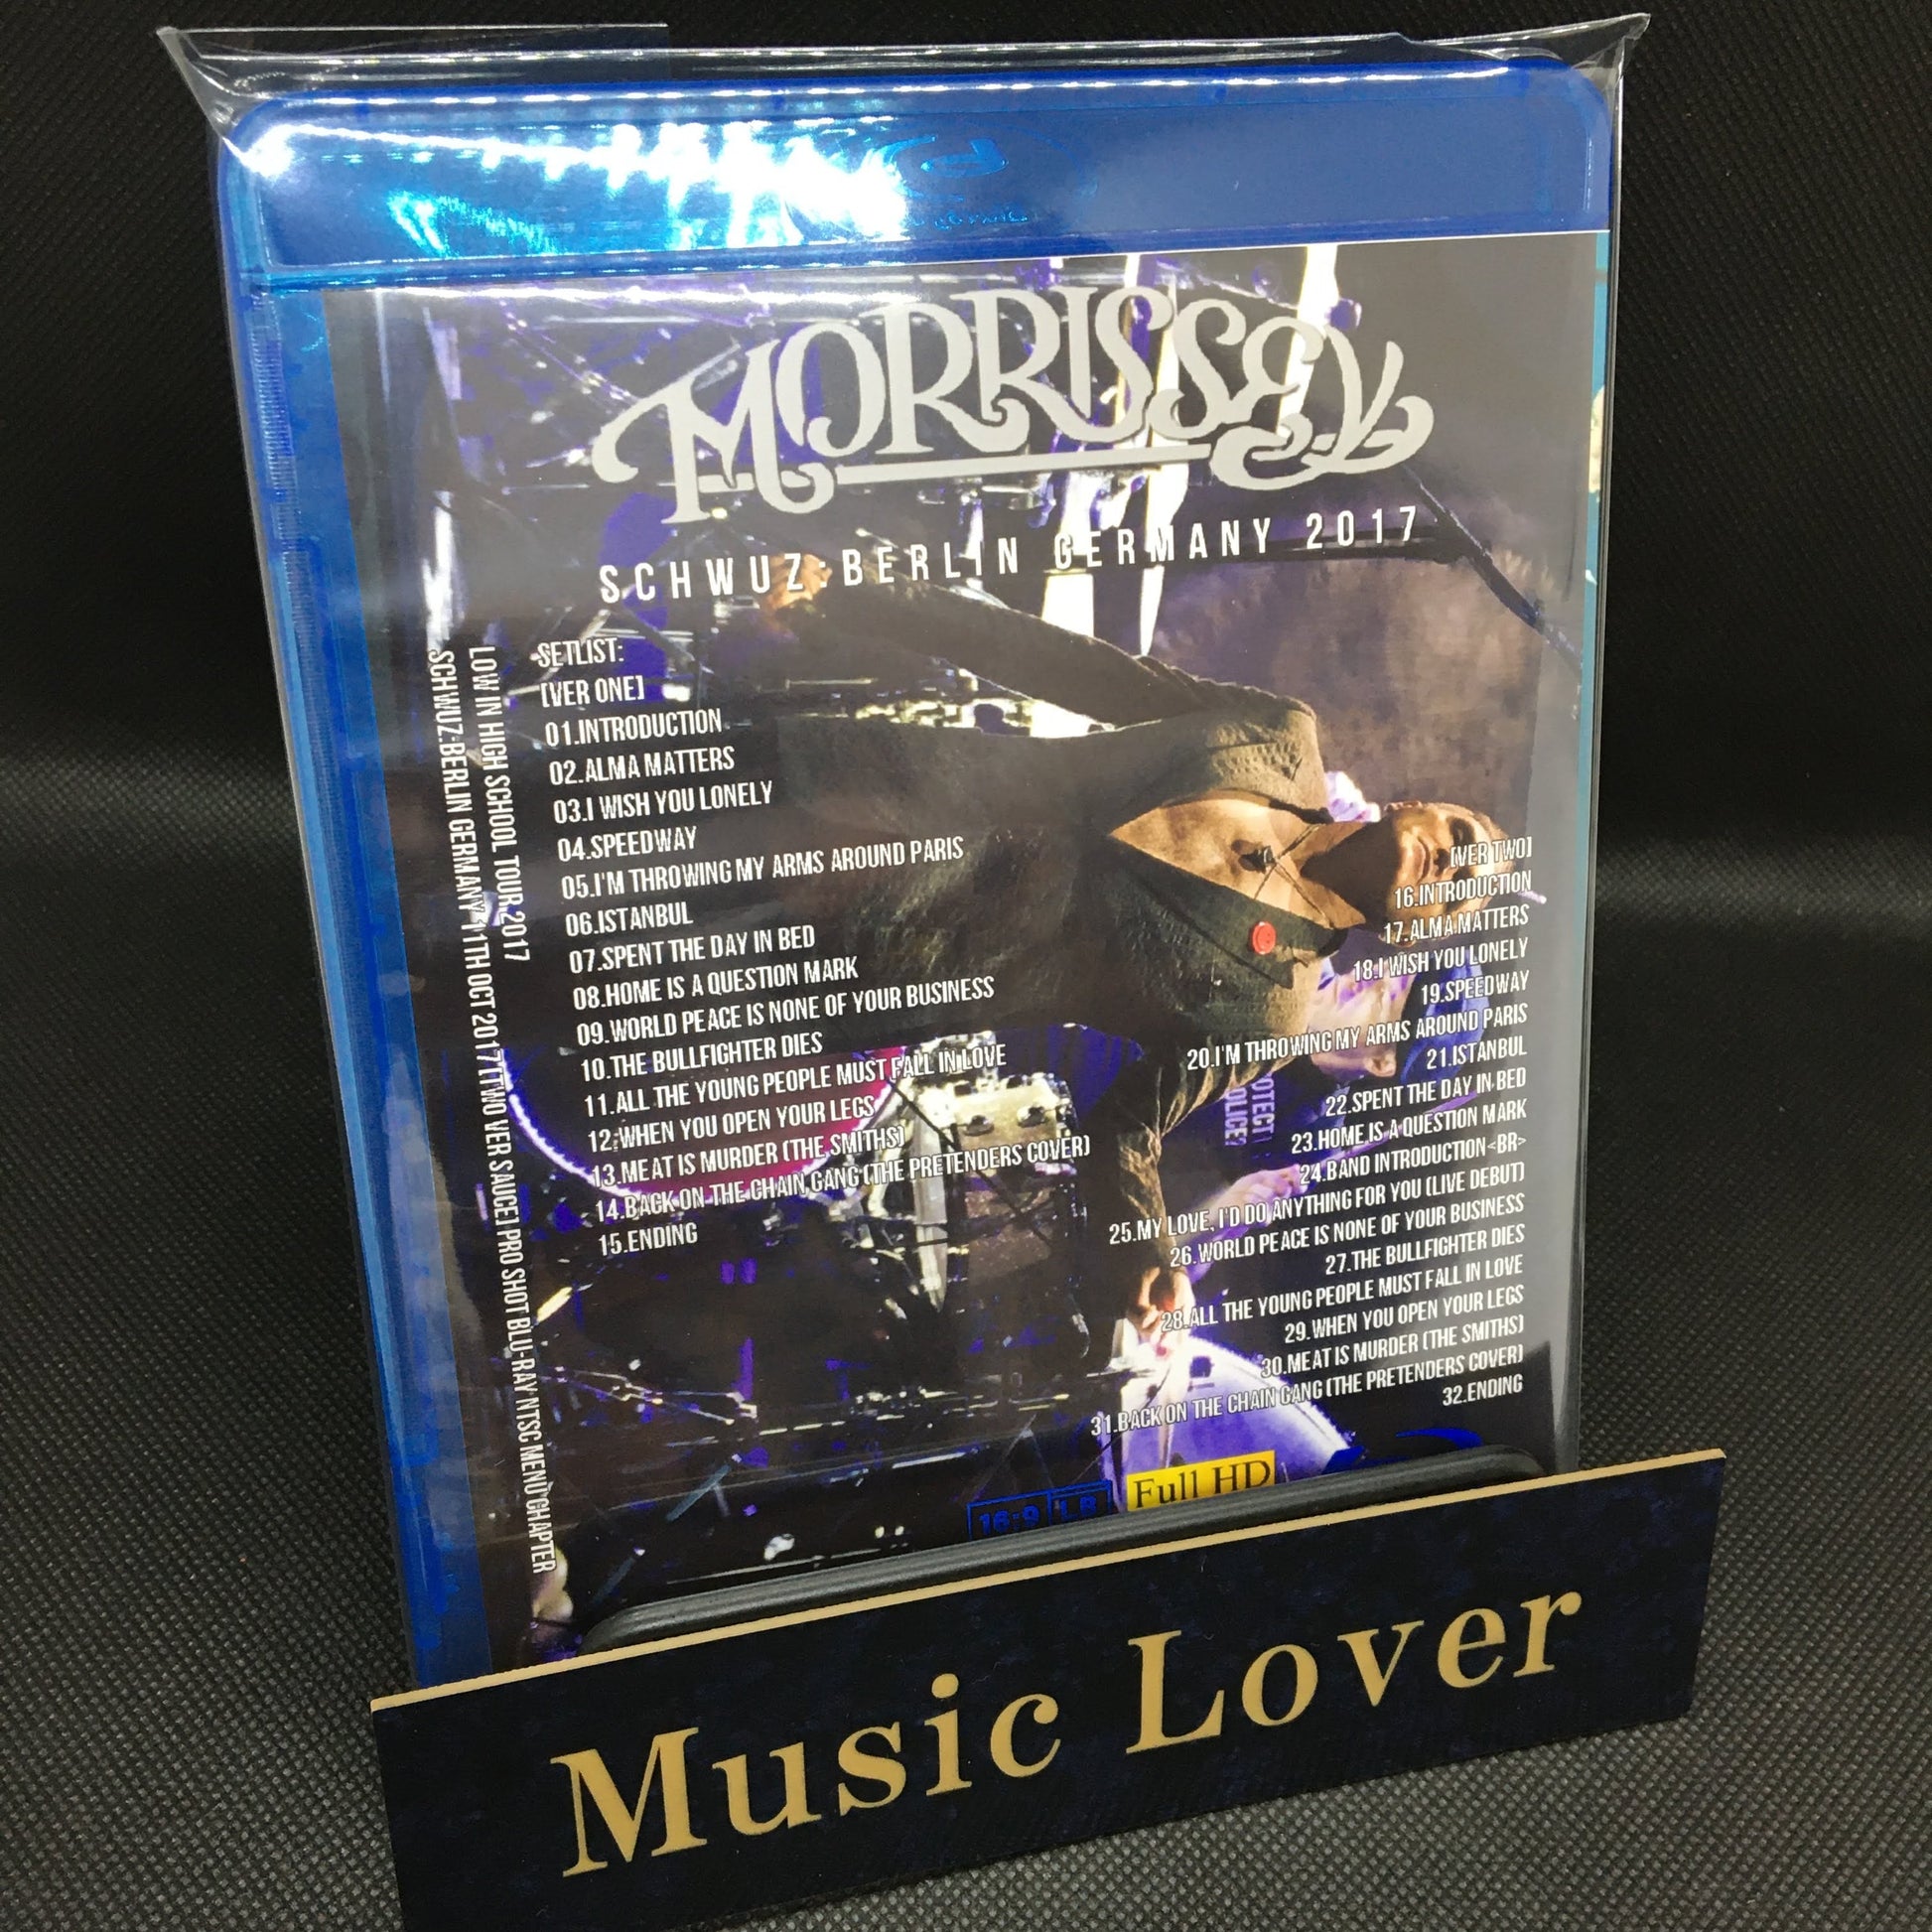 MORRISSEY
SCHWUZ:BERLIN GERMANY 2017
LOW IN HIGH SCHOOL TOUR 2017
SCHWUZ:BERLIN GERMANY 11TH OCT 2017[TWO VER SAUCE] PRO SHOT BLU-RAY NTSC MENU CHAPTER
SETLIST:
[VER ONE]
01.INTRODUCTION
02.ALMA MATTERS
03.I WISH YOU LONELY
04.SPEEDWAY
05.I'M THROWING MY ARMS AROUND PARIS
06.ISTANBUL
07.SPENT THE DAY IN BED
08.HOME IS A QUESTION MARK
09.WORLD PEACE IS NONE OF YOUR BUSINESS
10.THE BULLFIGHTER DIES
11.ALL THE YOUNG PEOPLE MUST FALL IN LOVE
12.WHEN YOU OPEN YOUR LEGS
13.MEAT IS MURDER (THE SMITHS)
14.BACK ON THE CHAIN GANG (THE PRETENDERS COVER)
15.ENDING
[VER TWO]
16.INTRODUCTION
17.ALMA MATTERS
18.I WISH YOU LONELY
19.SPEEDWAY
20.I'M THROWING MY ARMS AROUND PARIS
21.ISTANBUL
22.SPENT THE DAY IN BED
23.HOME IS A QUESTION MARK
24.BAND INTRODUCTION<BR>
25.MY LOVE, I'D DO ANYTHING FOR YOU (LIVE DEBUT)
26.WORLD PEACE IS NONE OF YOUR BUSINESS
27.THE BULLFIGHTER DIES
28.ALL THE YOUNG PEOPLE MUST FALL IN LOVE
29.WHEN YOU OPEN YOUR LEGS
30.MEAT IS MURDER (THE SMITHS)
31.BACK ON THE CHAIN GANG (THE PRETENDERS COVER)
32.ENDING
16:9 LB
Full HD
Music Lover